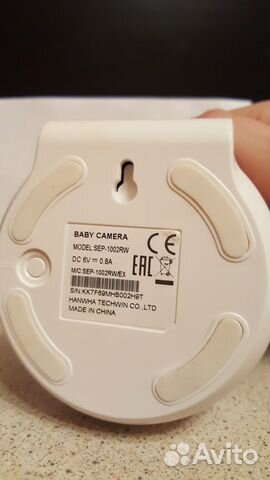 BABY CAMERA
MODEL:SEP-1002RW
DC 6V ⎓ 0.8A
M/C:SEP-1002RW/EX
S/N:KK7F69MHB002H9T
HANWHA TECHWIN CO.,LTD
MADE IN CHINA
CE
EAC
Avito